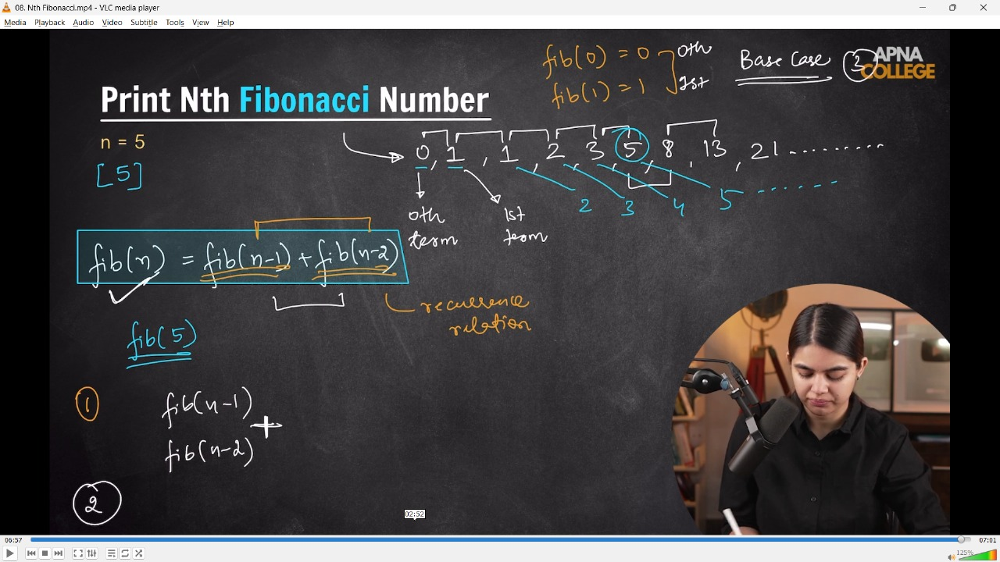 08. Nth Fibonacci.mp4 - VLC media player
Media Playback Audio Video Subtitle Tools View Help
fib(0) = 0 0th
fib(1) = 1 1st
Base Case 3
APNA
COLLEGE
Print Nth Fibonacci Number
n = 5
[5]
0, 1, 1, 2, 3, 5, 8, 13, 21.........
2 3 4 5 ......
0th term
1st term
fib(n) = fib(n-1) + fib(n-2)
recurrence
relation
fib(5)
1 fib(n-1)
+
fib(n-2)
2
02:52
06:57 07:01
125%